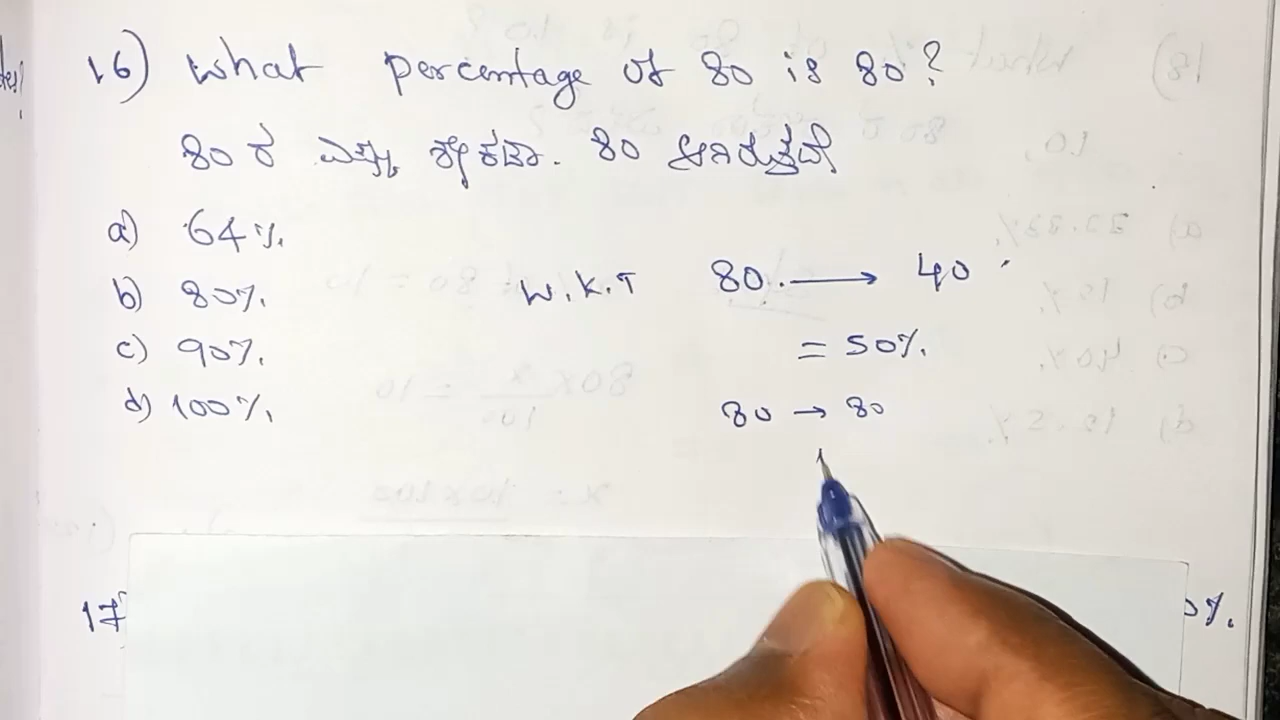 16) What percentage of 80 is 80?
80 ರ ಎಷ್ಟು ಶೇಕಡಾ. 80 ಆಗಿರುತ್ತದೆ
a) 64%.
b) 80%.
c) 90%.
d) 100%.
W.K.T 80. → 40
= 50%.
80 → 80
17
0%.